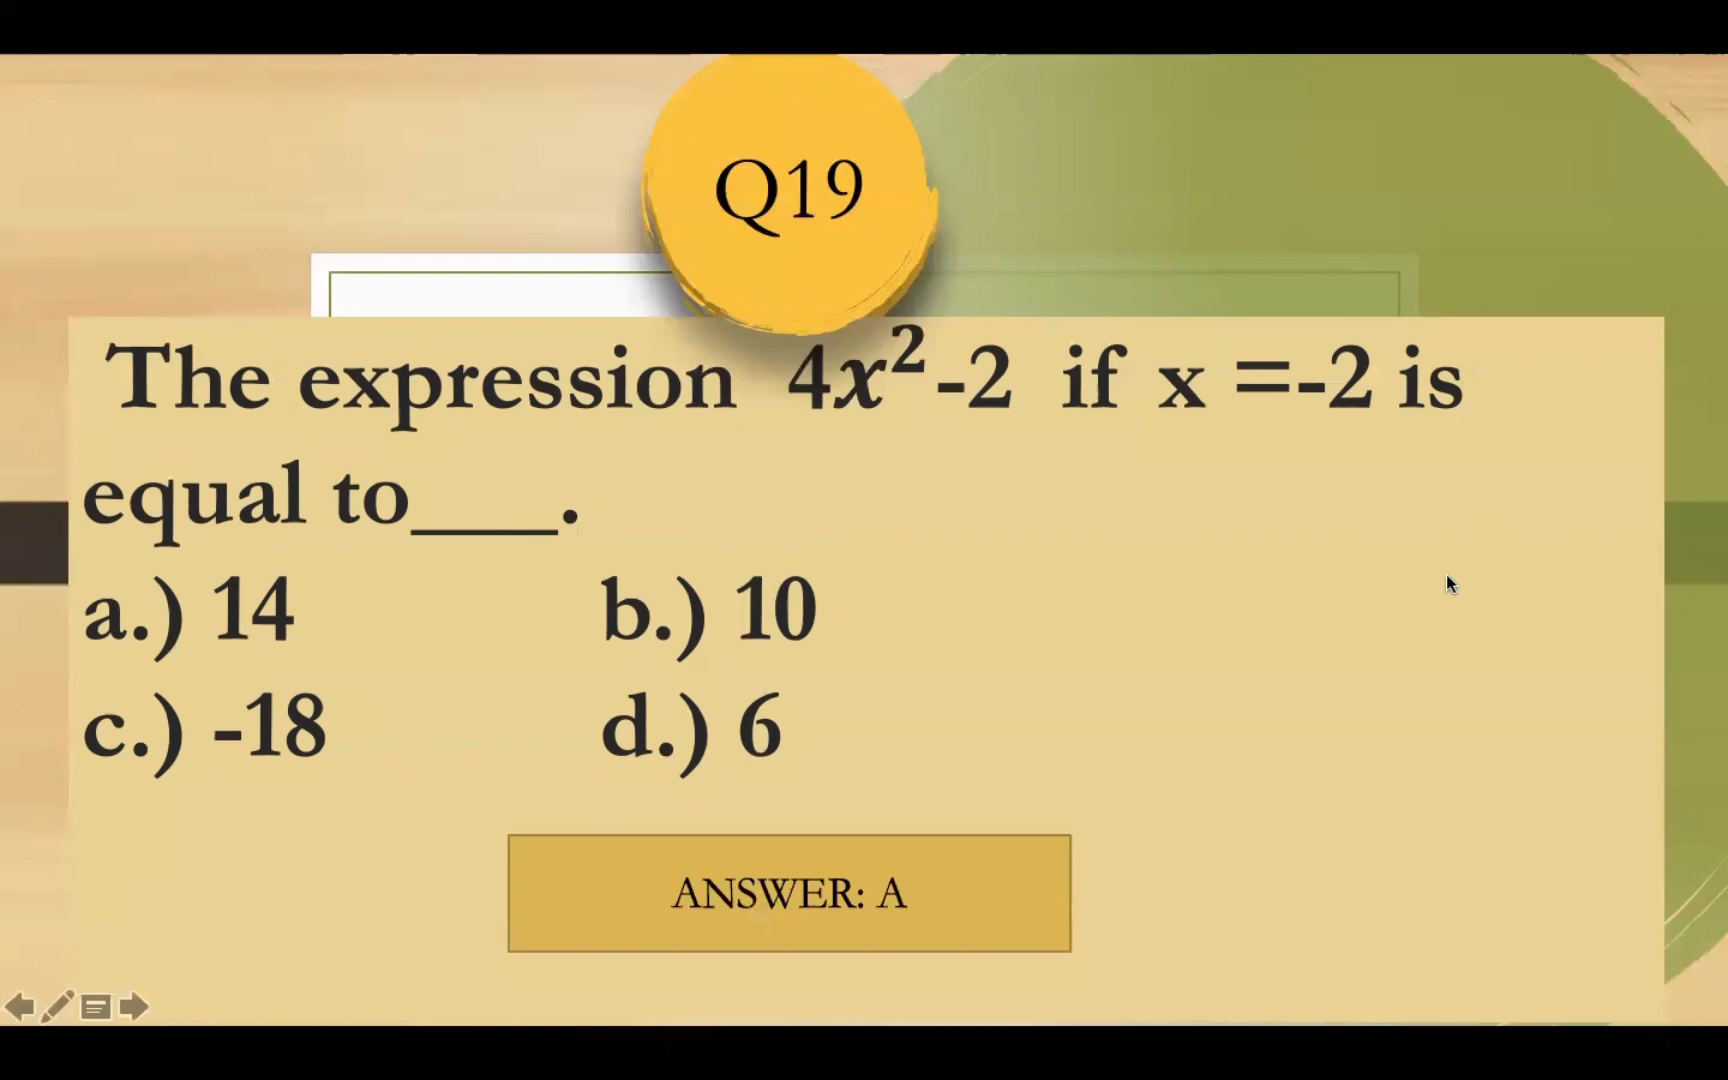 Q19
The expression 4x²-2 if x =-2 is
equal to___.
a.) 14 b.) 10
c.) -18 d.) 6
ANSWER: A